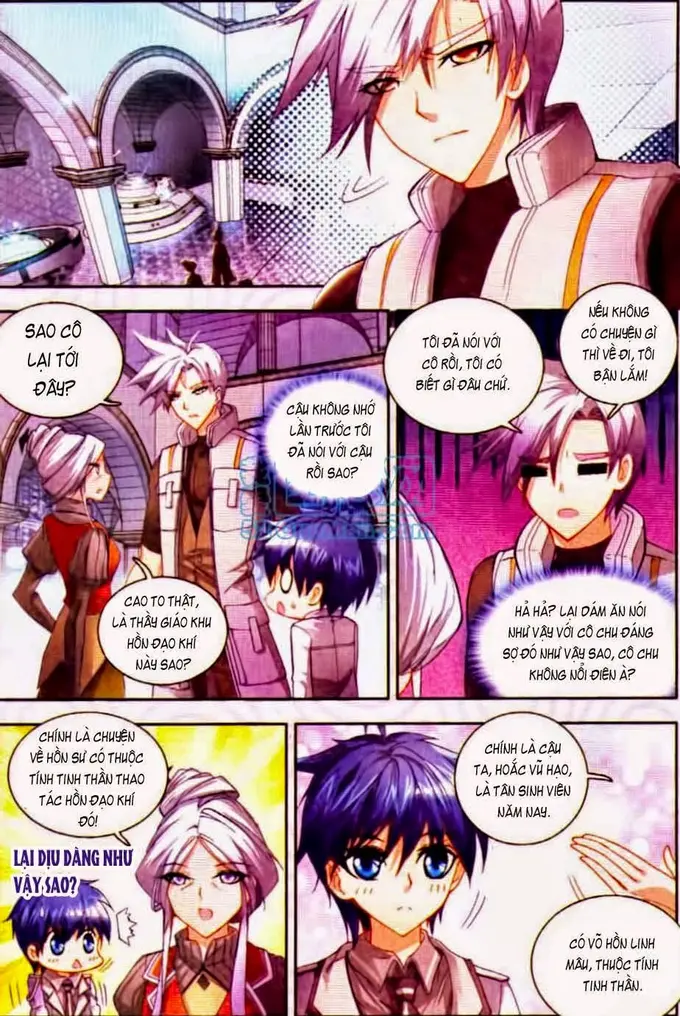 SAO CÔ
LẠI TỚI
ĐÂY?
CẬU KHÔNG NHỚ
LẦN TRƯỚC TÔI
ĐÃ NÓI VỚI CẬU
RỒI SAO?
CAO TO THẬT,
LÀ THẦY GIÁO KHU
HỒN ĐẠO KHÍ
NÀY SAO?
TÔI ĐÃ NÓI VỚI
CÔ RỒI, TÔI CÓ
BIẾT GÌ ĐÂU CHỨ.
NẾU KHÔNG
CÓ CHUYỆN GÌ
THÌ VỀ ĐI, TÔI
BẬN LẮM!
HẢ HẢ? LẠI DÁM ĂN NÓI
NHƯ VẬY VỚI CÔ CHU ĐÁNG
SỢ ĐÓ NHƯ VẬY SAO, CÔ CHU
KHÔNG NỔI ĐIÊN À?
CHÍNH LÀ CHUYỆN
VỀ HỒN SƯ CÓ THUỘC
TÍNH TINH THẦN THAO
TÁC HỒN ĐẠO KHÍ
ĐÓ!
LẠI DỊU DÀNG NHƯ
VẬY SAO?
CHÍNH LÀ CẬU
TA, HOẮC VŨ HẠO,
LÀ TÂN SINH VIÊN
NĂM NAY.
CÓ VÕ HỒN LINH
MÂU, THUỘC TÍNH
TINH THẦN.